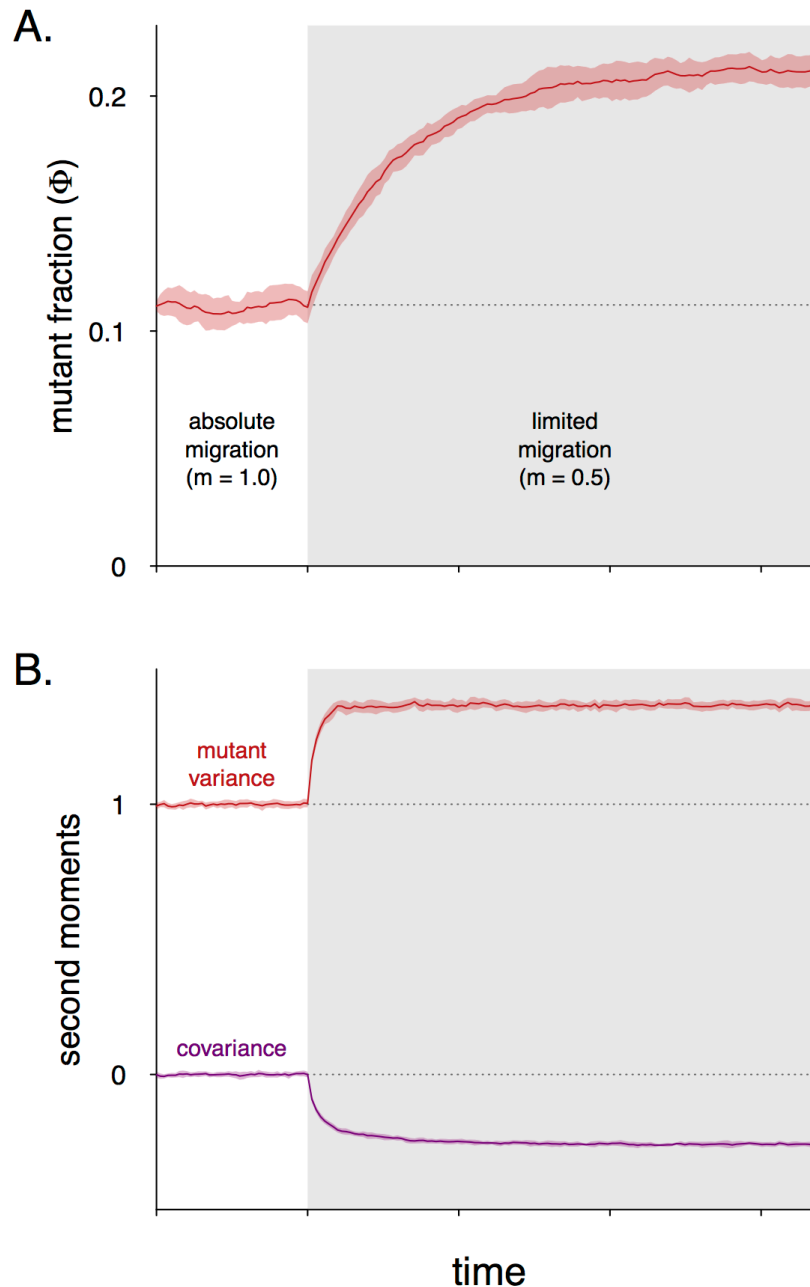 A.
mutant fraction (Φ)
0.2
0.1
0
absolute
migration
(m = 1.0)
limited
migration
(m = 0.5)
B.
second moments
1
0
mutant
variance
covariance
time